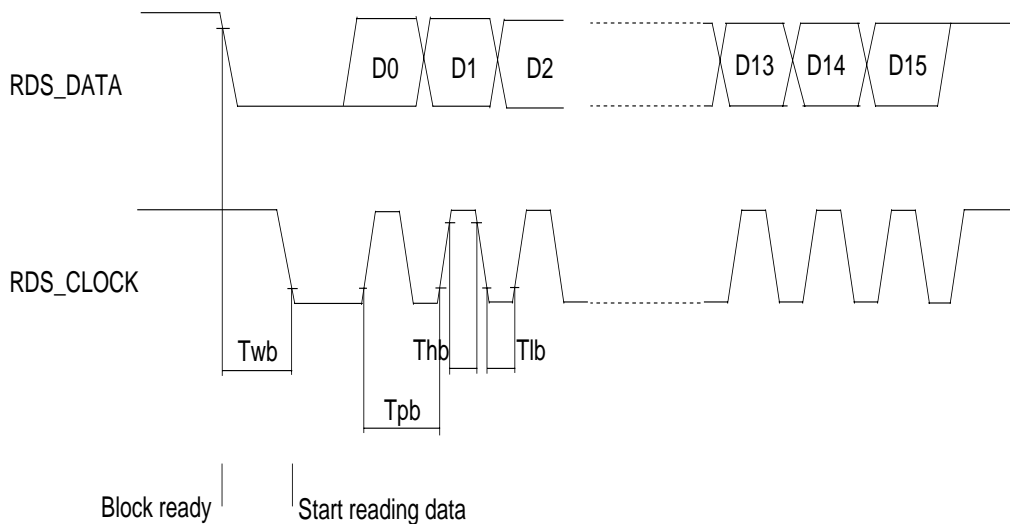 RDS_DATA
D0
D1
D2
D13
D14
D15
RDS_CLOCK
Twb
Thb
Tlb
Tpb
Block ready
Start reading data